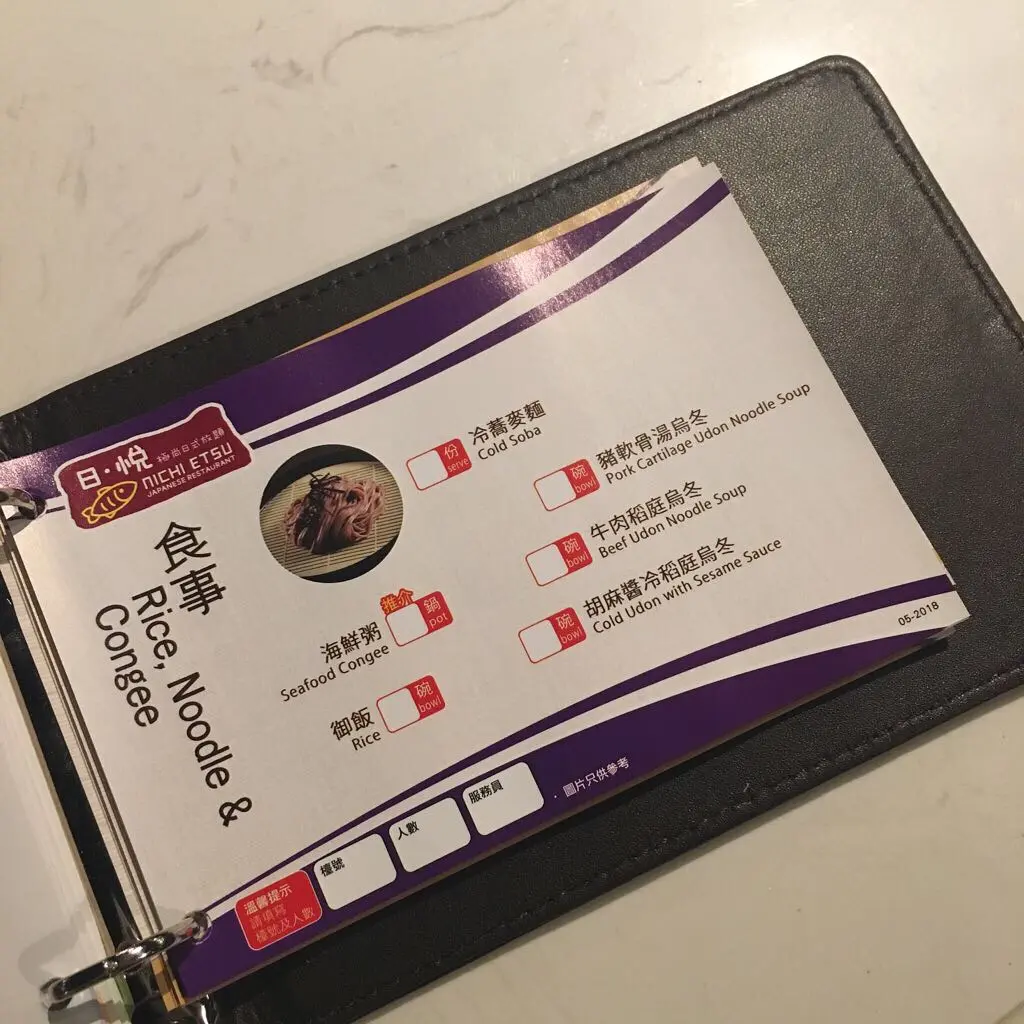 日・悅 極尚日式放題
NICHI ETSU
JAPANESE RESTAURANT
食事
Rice, Noodle &
Congee
冷蕎麥麵
Cold Soba
份
serve
推介
海鮮粥
Seafood Congee
鍋
pot
御飯
Rice
碗
bowl
豬軟骨湯烏冬
Pork Cartilage Udon Noodle Soup
碗
bowl
牛肉稻庭烏冬
Beef Udon Noodle Soup
碗
bowl
胡麻醬冷稻庭烏冬
Cold Udon with Sesame Sauce
碗
bowl
05-2018
溫馨提示
請填寫
檯號及人數
檯號
人數
服務員
．圖片只供參考